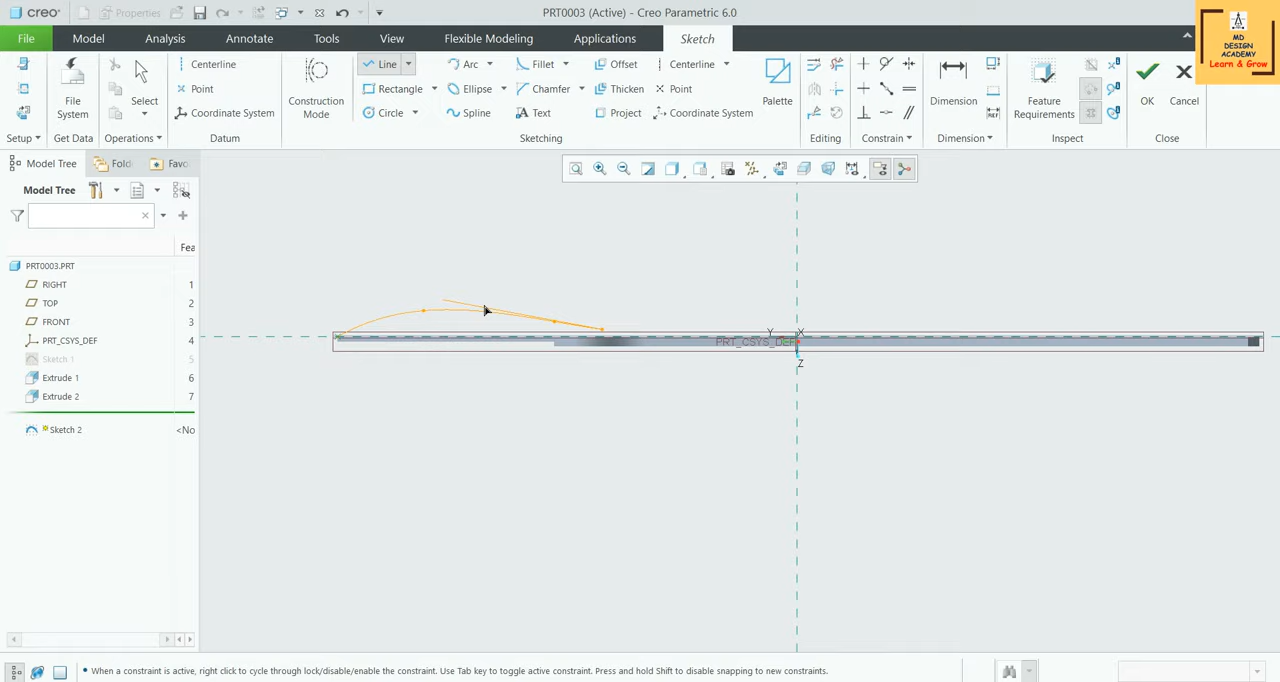 creo
Properties
PRT0003 (Active) - Creo Parametric 6.0
MD
DESIGN
ACADEMY
Learn & Grow
File
Model
Analysis
Annotate
Tools
View
Flexible Modeling
Applications
Sketch
Centerline
Line
Arc
Fillet
Offset
Centerline
Point
Rectangle
Ellipse
Chamfer
Thicken
Point
Coordinate System
Circle
Spline
Text
Project
Coordinate System
File
System
Select
Construction
Mode
Palette
Dimension
Feature
Requirements
OK
Cancel
Setup
Get Data
Operations
Datum
Sketching
Editing
Constrain
Dimension
Inspect
Close
Model Tree
Fold
Favo
Model Tree
Fea
PRT0003.PRT
RIGHT 1
TOP 2
FRONT 3
PRT_CSYS_DEF 4
Sketch 1 5
Extrude 1 6
Extrude 2 7
Sketch 2 <No
Y X
PRT_CSYS_DEF
Z
• When a constraint is active, right click to cycle through lock/disable/enable the constraint. Use Tab key to toggle active constraint. Press and hold Shift to disable snapping to new constraints.